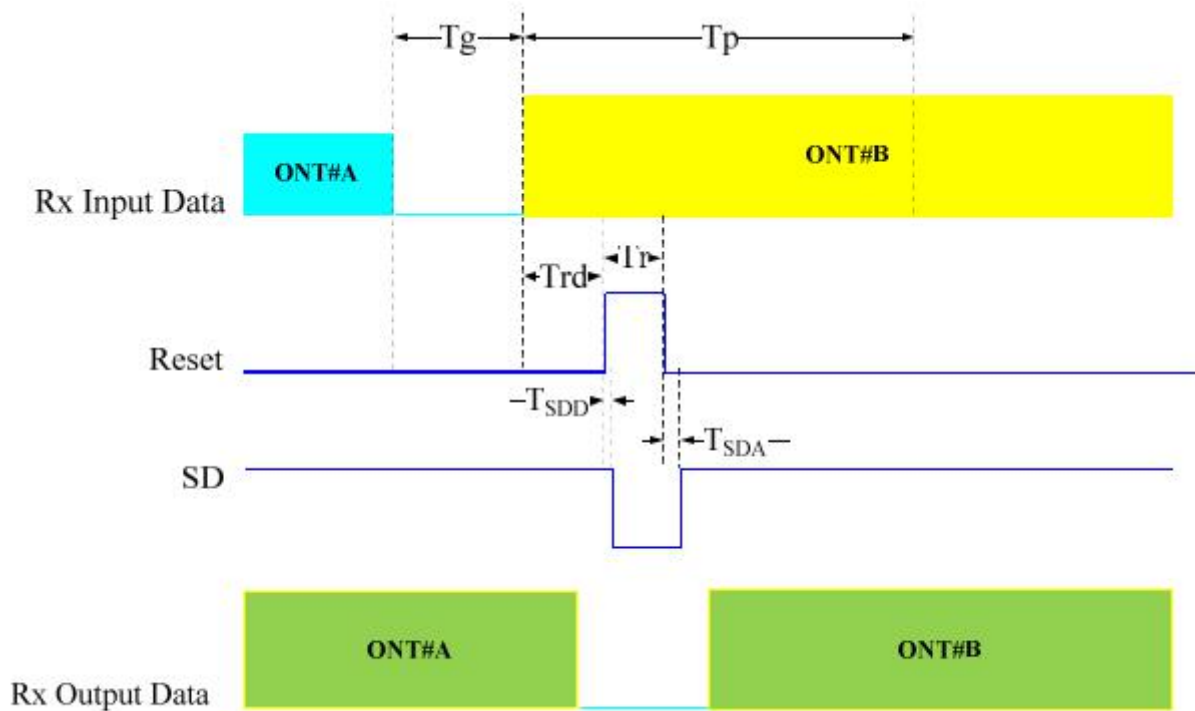 Tg
Tp
ONT#A
ONT#B
Rx Input Data
Tr
Trd
Reset
TSDD
TSDA
SD
ONT#A
ONT#B
Rx Output Data